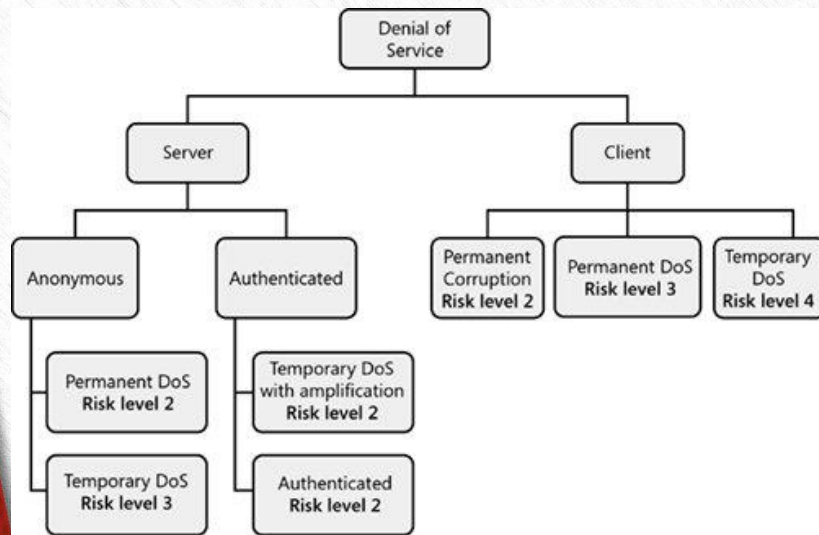 Denial of
Service
Server
Client
Anonymous
Authenticated
Permanent
Corruption
Risk level 2
Permanent DoS
Risk level 3
Temporary
DoS
Risk level 4
Permanent DoS
Risk level 2
Temporary DoS
with amplification
Risk level 2
Temporary DoS
Risk level 3
Authenticated
Risk level 2